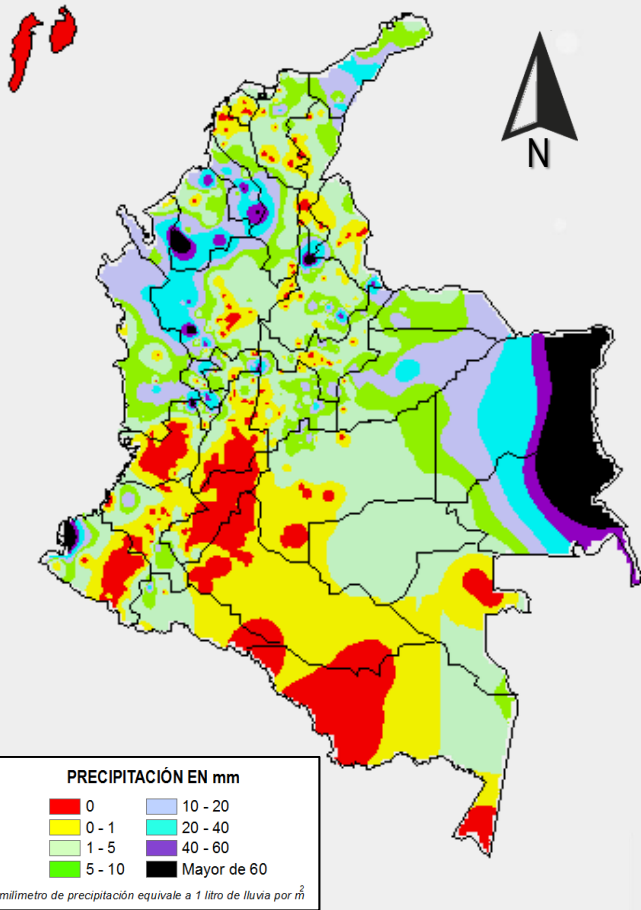 N
PRECIPITACIÓN EN mm
0
0 - 1
1 - 5
5 - 10
10 - 20
20 - 40
40 - 60
Mayor de 60
milímetro de precipitación equivale a 1 litro de lluvia por m2